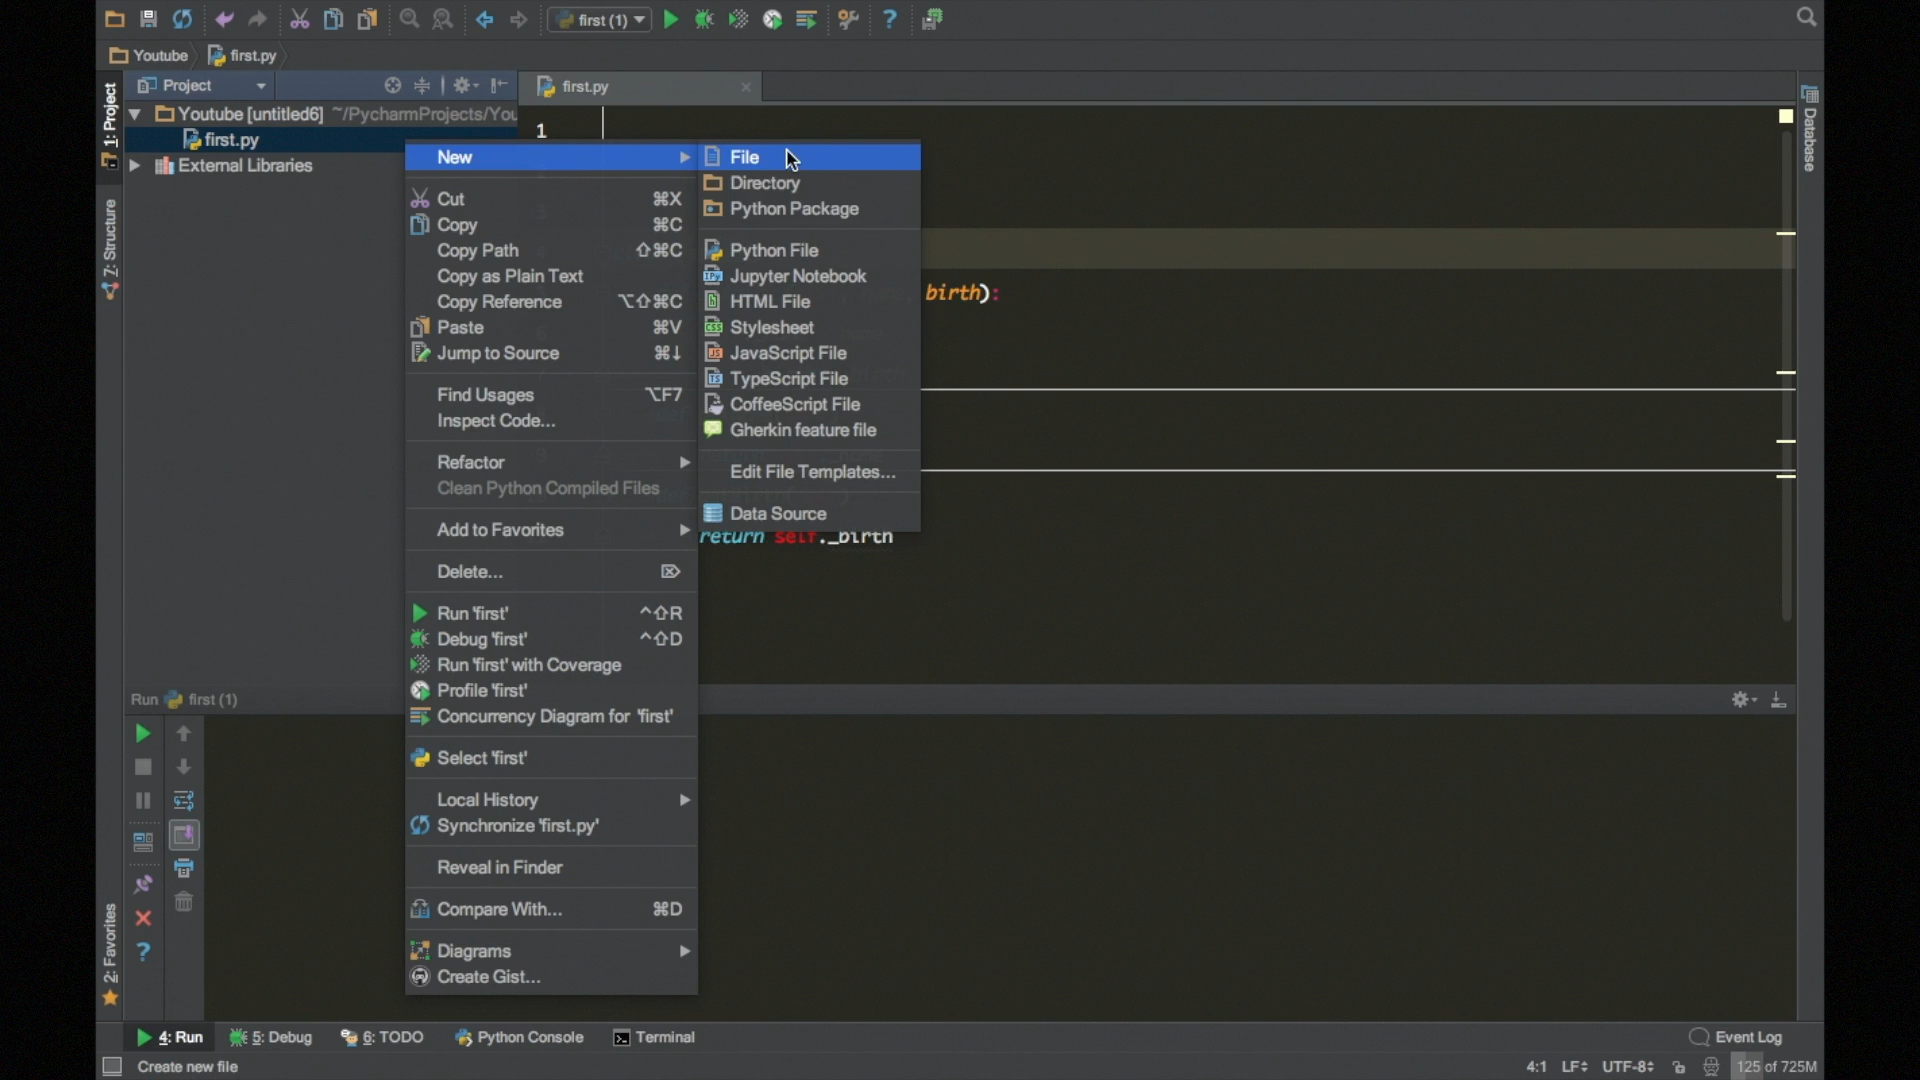 first (1)
Youtube first.py
Project
first.py
1: Project
Youtube [untitled6] ~/PycharmProjects/You
1
first.py
External Libraries
Database
New
File
Directory
Python Package
Cut ⌘X
Copy ⌘C
Copy Path ⇧⌘C
Python File
Copy as Plain Text
Jupyter Notebook
birth):
Copy Reference ⌥⇧⌘C
HTML File
Paste ⌘V
Stylesheet
Jump to Source ⌘↓
JavaScript File
7: Structure
TypeScript File
Find Usages ⌥F7
CoffeeScript File
Inspect Code...
Gherkin feature file
Refactor
Edit File Templates...
Clean Python Compiled Files
Add to Favorites
Data Source
return self._birth
Delete... ⌦
Run 'first' ^⇧R
Debug 'first' ^⇧D
Run 'first' with Coverage
Profile 'first'
Run first (1)
Concurrency Diagram for 'first'
Select 'first'
Local History
Synchronize 'first.py'
Reveal in Finder
Compare With... ⌘D
2: Favorites
Diagrams
Create Gist...
4: Run 5: Debug 6: TODO Python Console Terminal Event Log
Create new file 4:1 LF÷ UTF-8÷ 125 of 725M